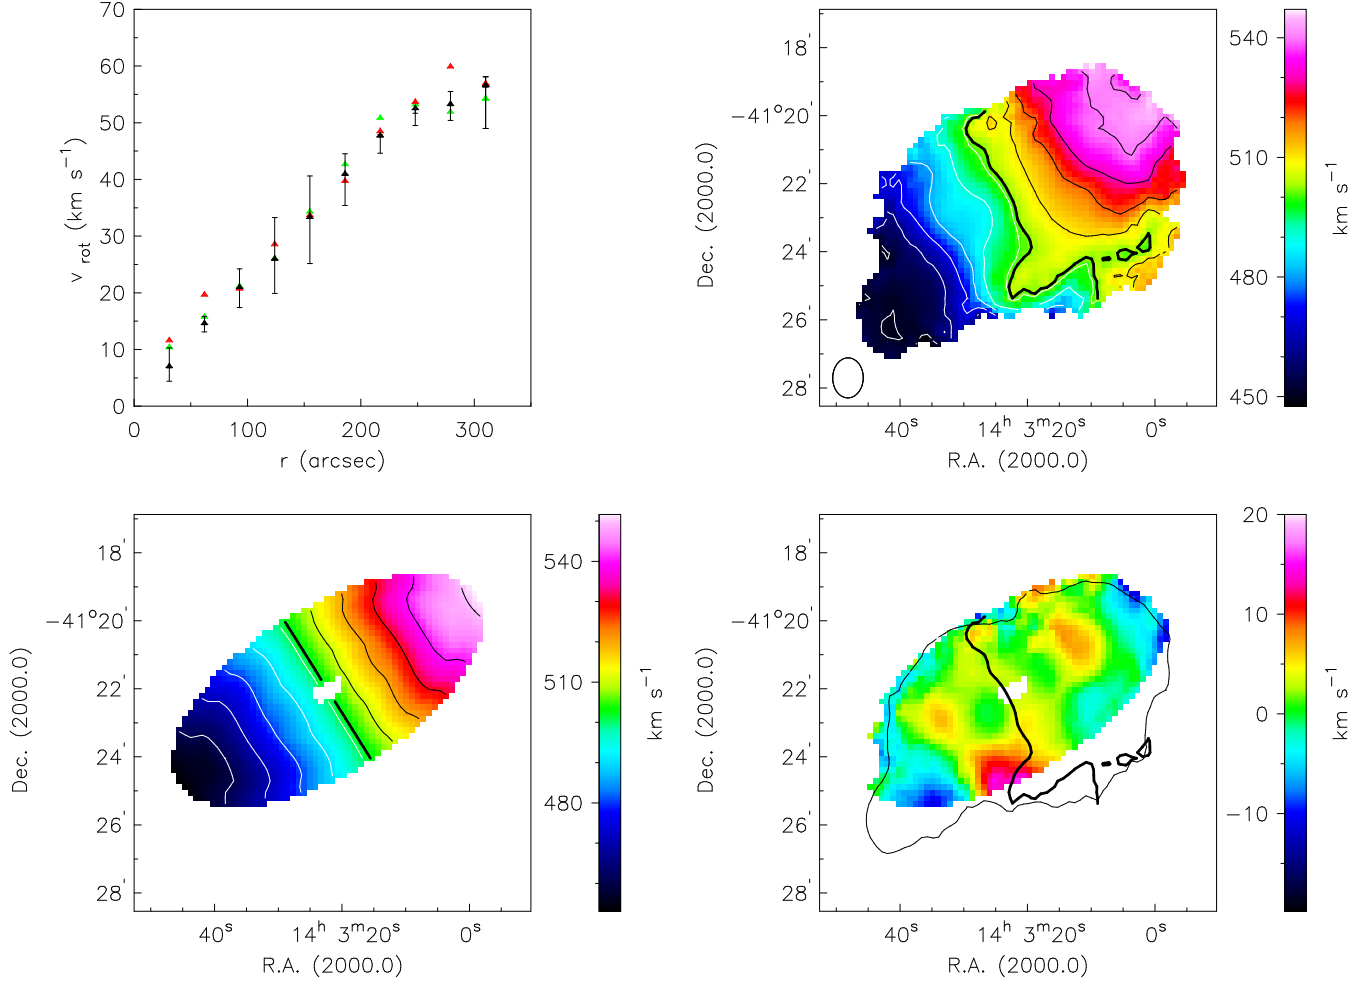 70
60
50
40
30
20
10
0
v rot (km s⁻¹)
0 100 200 300
r (arcsec)
18'
−41°20'
22'
24'
26'
28'
Dec. (2000.0)
40ˢ 14ʰ 3ᵐ20ˢ 0ˢ
R.A. (2000.0)
540
510
480
450
km s⁻¹
18'
−41°20'
22'
24'
26'
28'
Dec. (2000.0)
40ˢ 14ʰ 3ᵐ20ˢ 0ˢ
R.A. (2000.0)
540
510
480
km s⁻¹
18'
−41°20'
22'
24'
26'
28'
Dec. (2000.0)
40ˢ 14ʰ 3ᵐ20ˢ 0ˢ
R.A. (2000.0)
20
10
0
−10
km s⁻¹